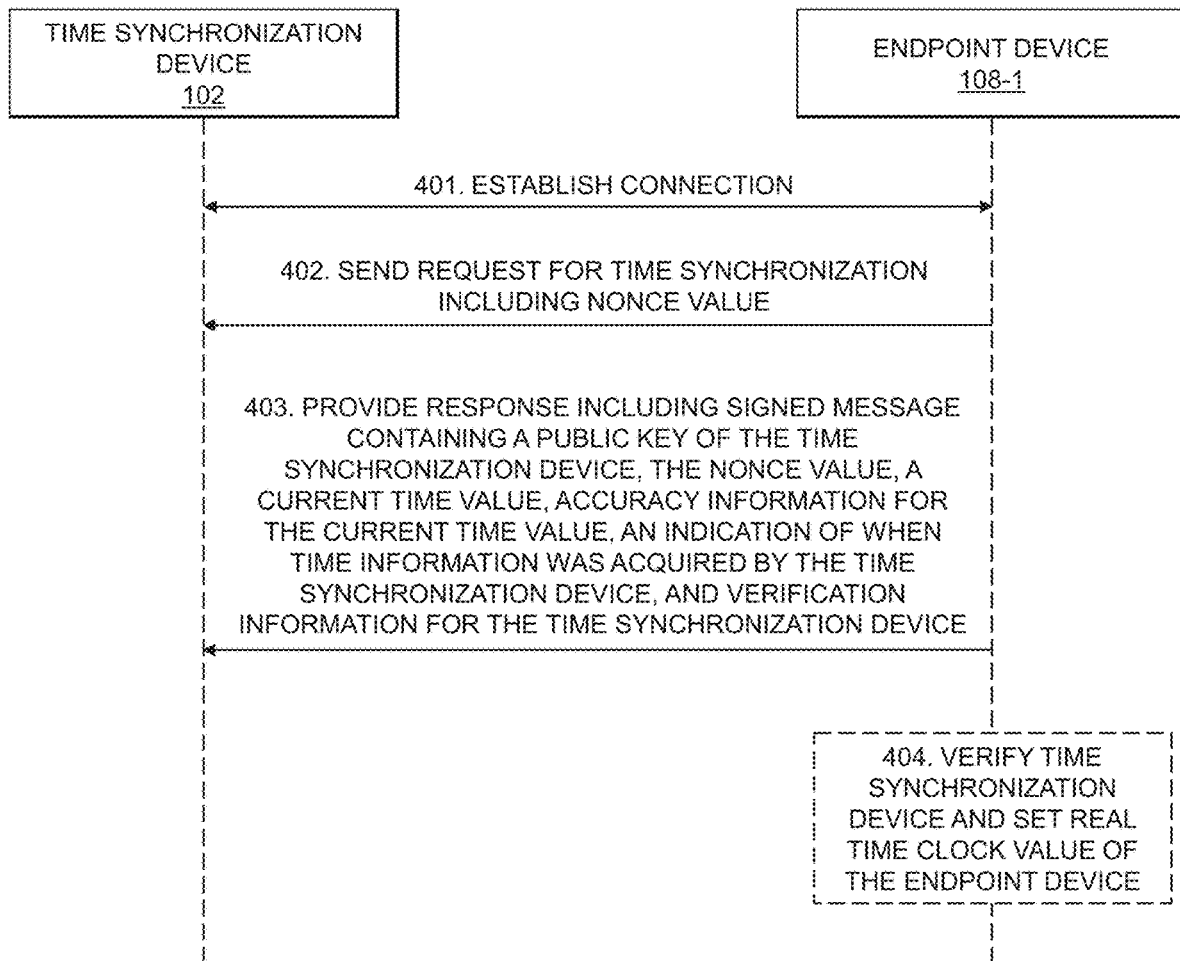 TIME SYNCHRONIZATION
DEVICE
102
ENDPOINT DEVICE
108-1
401. ESTABLISH CONNECTION
402. SEND REQUEST FOR TIME SYNCHRONIZATION
INCLUDING NONCE VALUE
403. PROVIDE RESPONSE INCLUDING SIGNED MESSAGE
CONTAINING A PUBLIC KEY OF THE TIME
SYNCHRONIZATION DEVICE, THE NONCE VALUE, A
CURRENT TIME VALUE, ACCURACY INFORMATION FOR
THE CURRENT TIME VALUE, AN INDICATION OF WHEN
TIME INFORMATION WAS ACQUIRED BY THE TIME
SYNCHRONIZATION DEVICE, AND VERIFICATION
INFORMATION FOR THE TIME SYNCHRONIZATION DEVICE
404. VERIFY TIME
SYNCHRONIZATION
DEVICE AND SET REAL
TIME CLOCK VALUE OF
THE ENDPOINT DEVICE